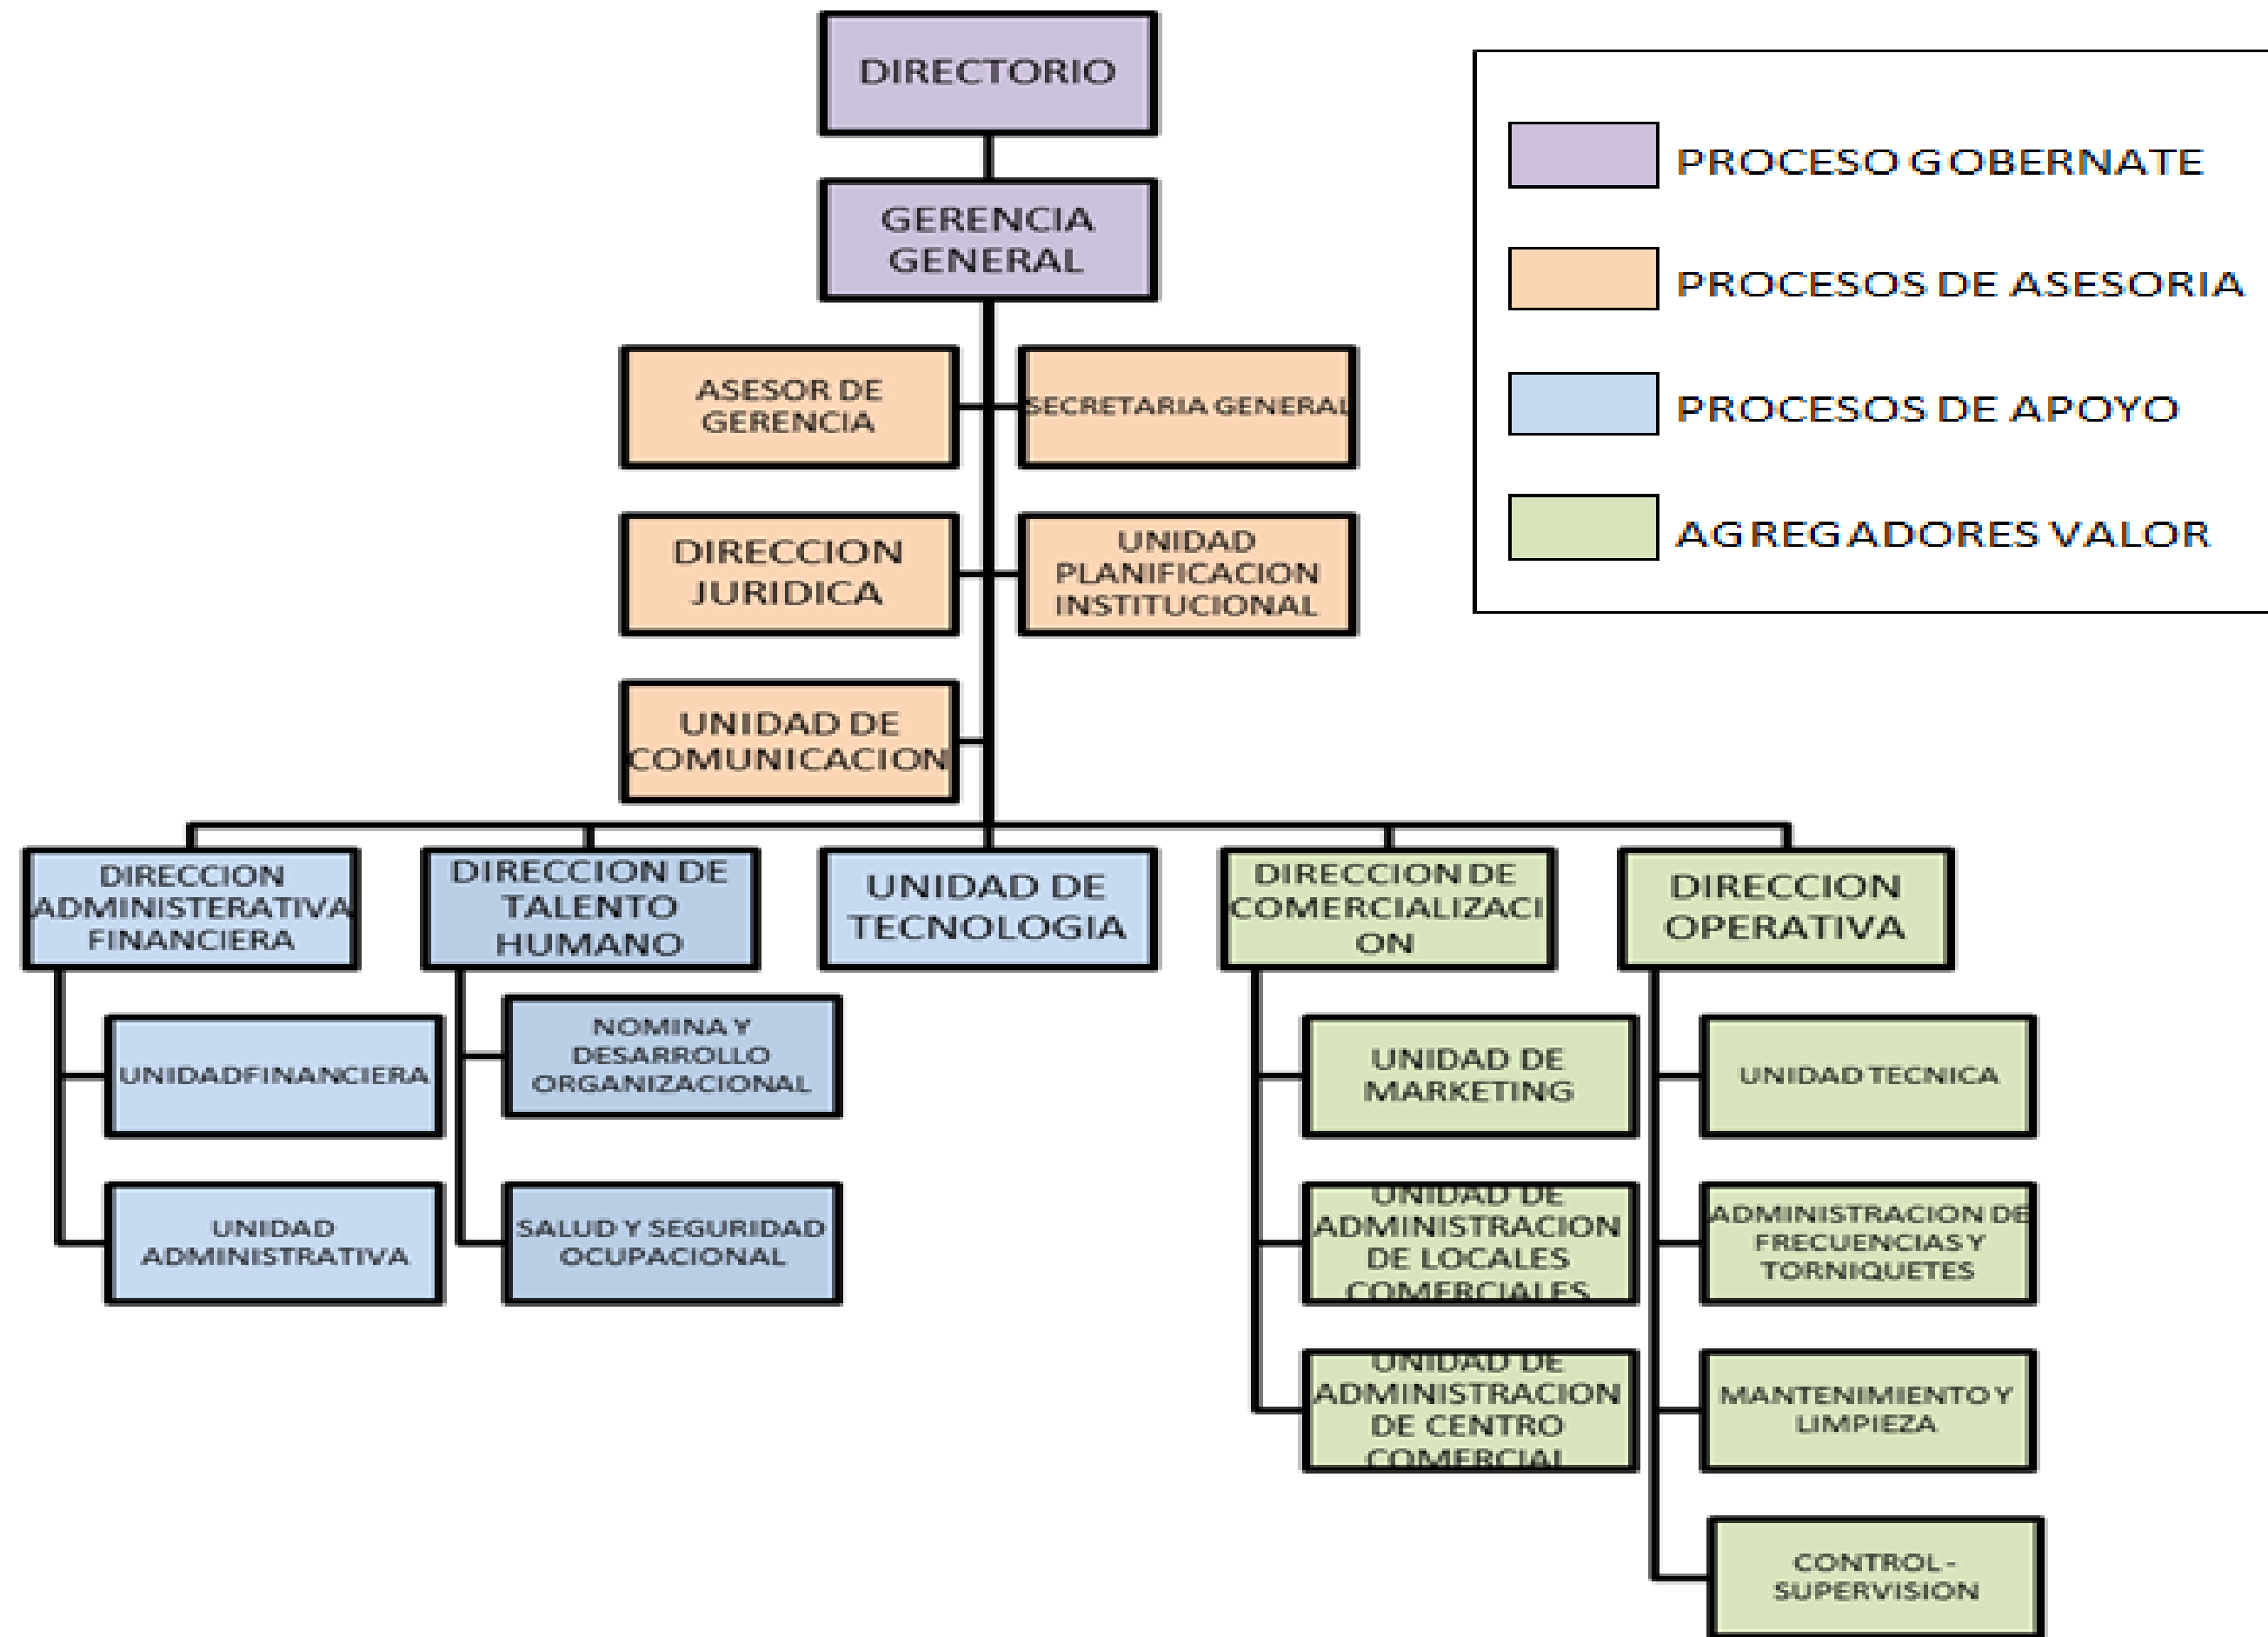 DIRECTORIO
GERENCIA
GENERAL
PROCESO GOBERNATE
PROCESOS DE ASESORIA
PROCESOS DE APOYO
AGREGADORES VALOR
ASESOR DE
GERENCIA
SECRETARIA GENERAL
DIRECCION
JURIDICA
UNIDAD
PLANIFICACION
INSTITUCIONAL
UNIDAD DE
COMUNICACION
DIRECCION
ADMINISTERATIVA
FINANCIERA
DIRECCION DE
TALENTO
HUMANO
UNIDAD DE
TECNOLOGIA
DIRECCION DE
COMERCIALIZACI
ON
DIRECCION
OPERATIVA
UNIDADFINANCIERA
UNIDAD
ADMINISTRATIVA
NOMINA Y
DESARROLLO
ORGANIZACIONAL
SALUD Y SEGURIDAD
OCUPACIONAL
UNIDAD DE
MARKETING
UNIDAD DE
ADMINISTRACION
DE LOCALES
COMERCIALES
UNIDAD DE
ADMINISTRACION
DE CENTRO
COMERCIAL
UNIDAD TECNICA
ADMINISTRACION DE
FRECUENCIAS Y
TORNIQUETES
MANTENIMIENTO Y
LIMPIEZA
CONTROL -
SUPERVISION